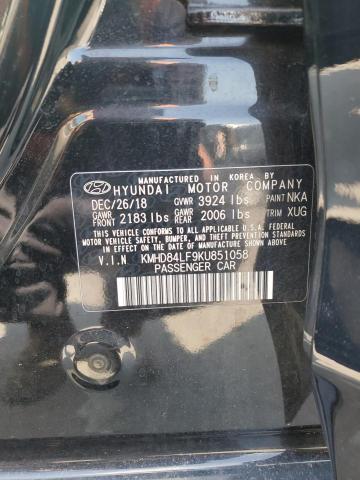 MANUFACTURED IN KOREA BY
HYUNDAI MOTOR COMPANY
DEC/26/18 GVWR 3924 lbs PAINT NKA
GAWR FRONT 2183 lbs GAWR REAR 2006 lbs TRIM XUG
THIS VEHICLE CONFORMS TO ALL APPLICABLE
U.S.A. FEDERAL MOTOR VEHICLE SAFETY, BUMPER,
AND THEFT PREVENTION STANDARDS IN EFFECT
ON THE DATE OF MANUFACTURE SHOWN ABOVE.
V.I.N KMHD84LF9KU851058
PASSENGER CAR